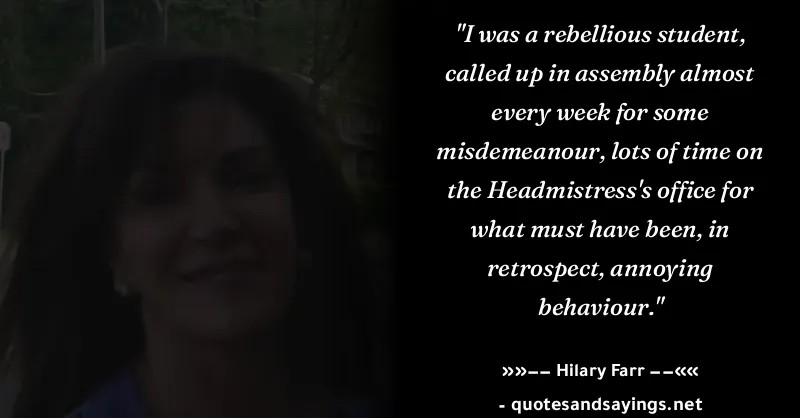 "I was a rebellious student,
called up in assembly almost
every week for some
misdemeanour, lots of time on
the Headmistress's office for
what must have been, in
retrospect, annoying
behaviour."
»»–– Hilary Farr ––««
- quotesandsayings.net